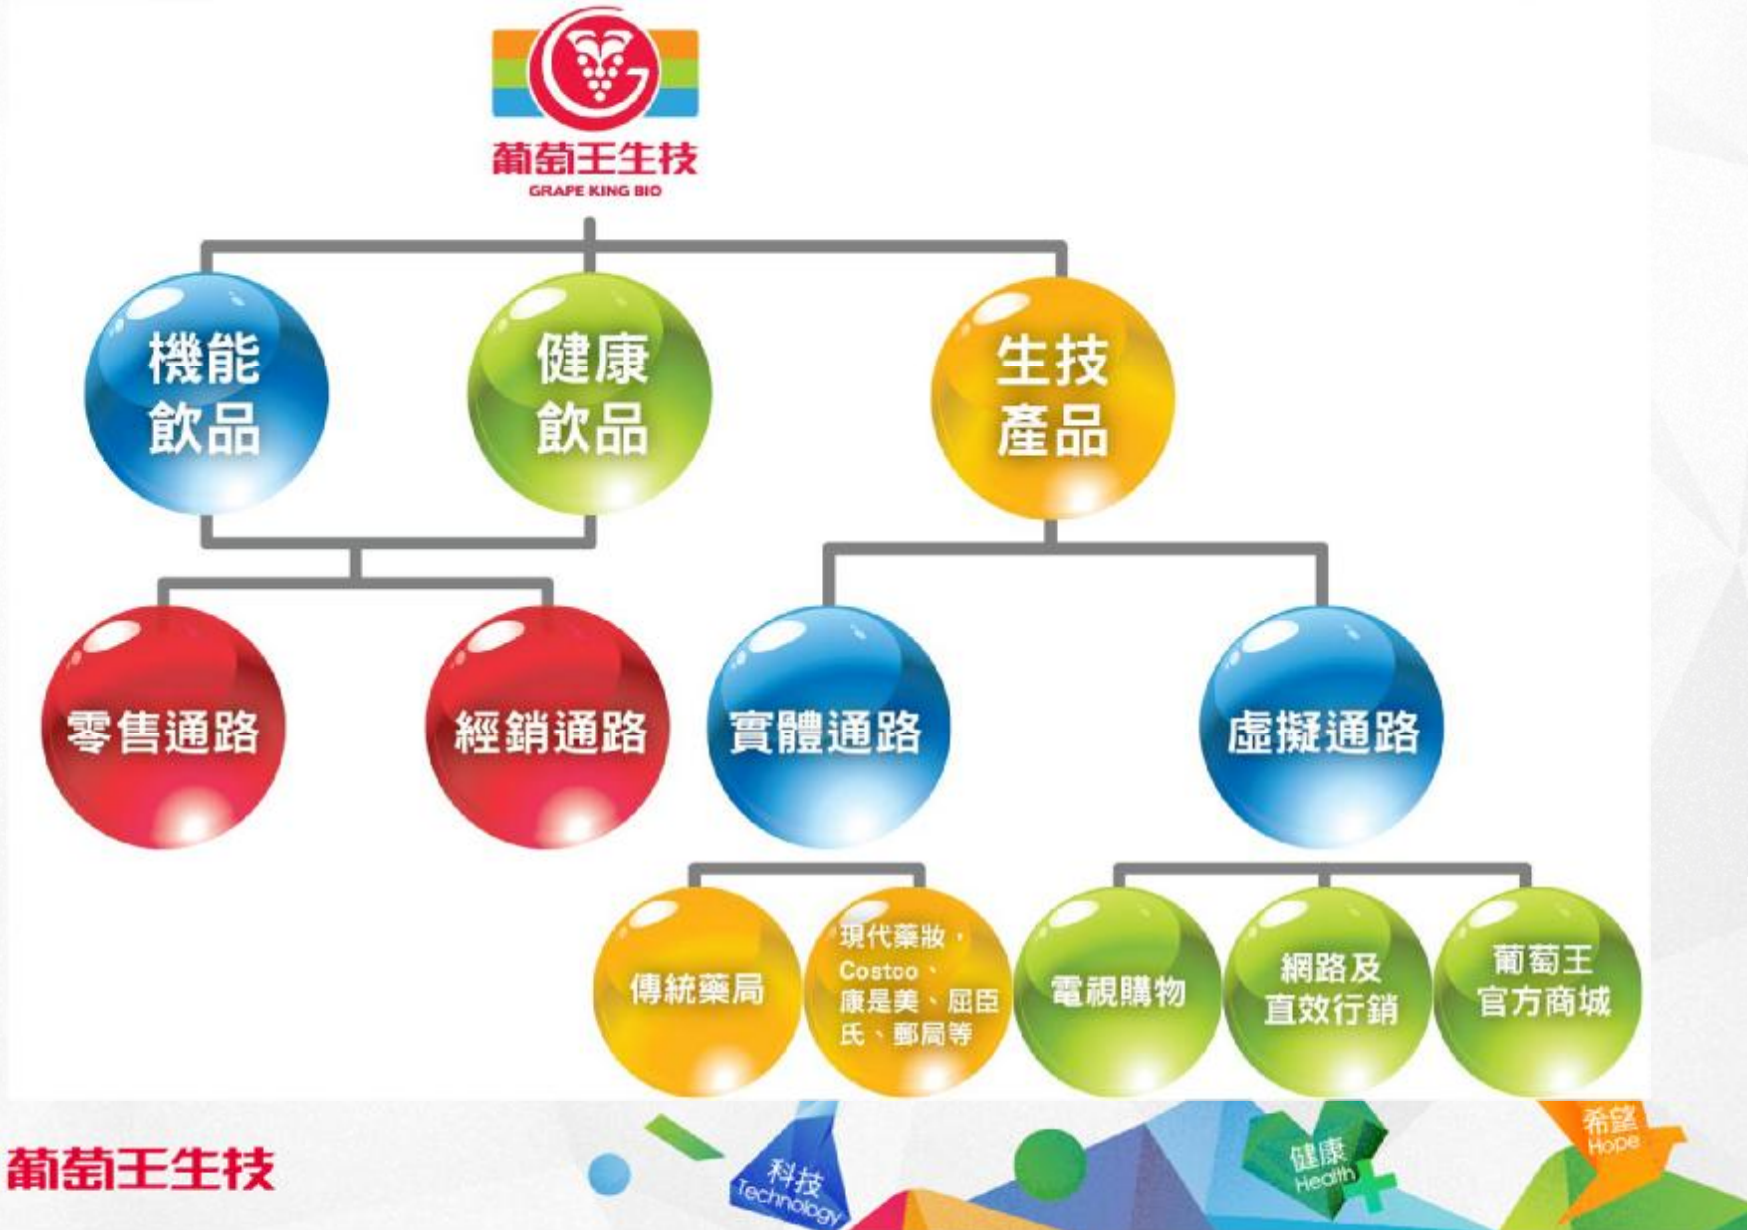 葡萄王生技
GRAPE KING BIO
機能
飲品
健康
飲品
生技
產品
零售通路
經銷通路
實體通路
虛擬通路
傳統藥局
現代藥妝，
Costco、
康是美、屈臣
氏、郵局等
電視購物
網路及
直效行銷
葡萄王
官方商城
葡萄王生技
科技
Technology
健康
Health
希望
Hope